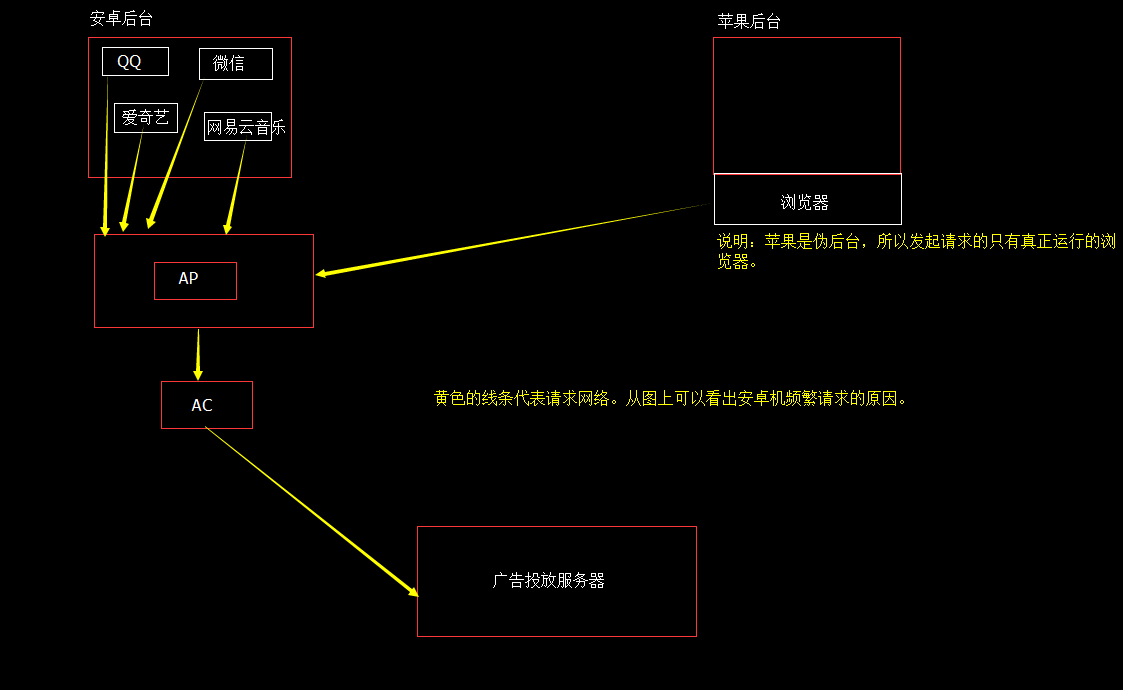 安卓后台
苹果后台
QQ
微信
爱奇艺
网易云音乐
浏览器
说明：苹果是伪后台，所以发起请求的只有真正运行的浏
览器。
AP
黄色的线条代表请求网络。从图上可以看出安卓机频繁请求的原因。
AC
广告投放服务器